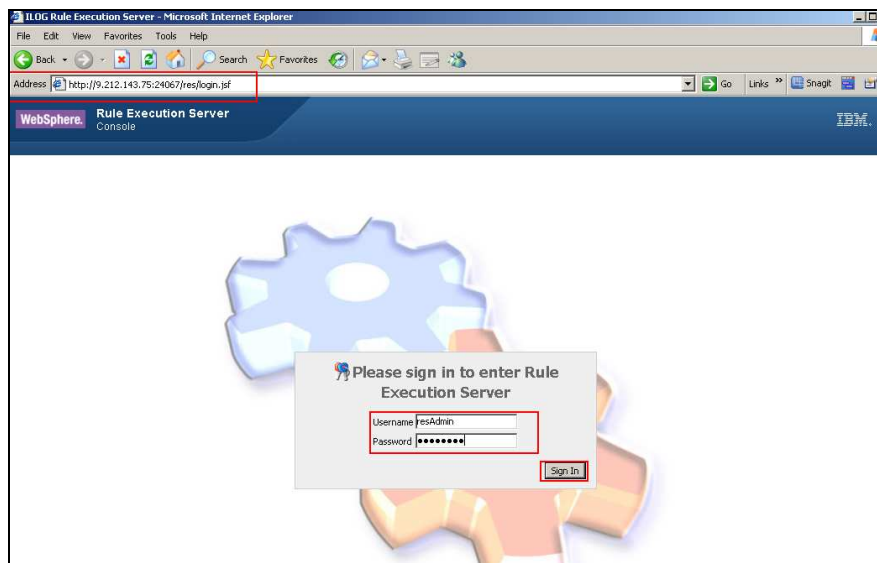 ILOG Rule Execution Server - Microsoft Internet Explorer
File Edit View Favorites Tools Help
Back Search Favorites
Address http://9.212.143.75:24067/res/login.jsf Go Links » Snagit
WebSphere. Rule Execution Server
Console
IBM.
Please sign in to enter Rule
Execution Server
Username resAdmin
Password ••••••••
Sign In